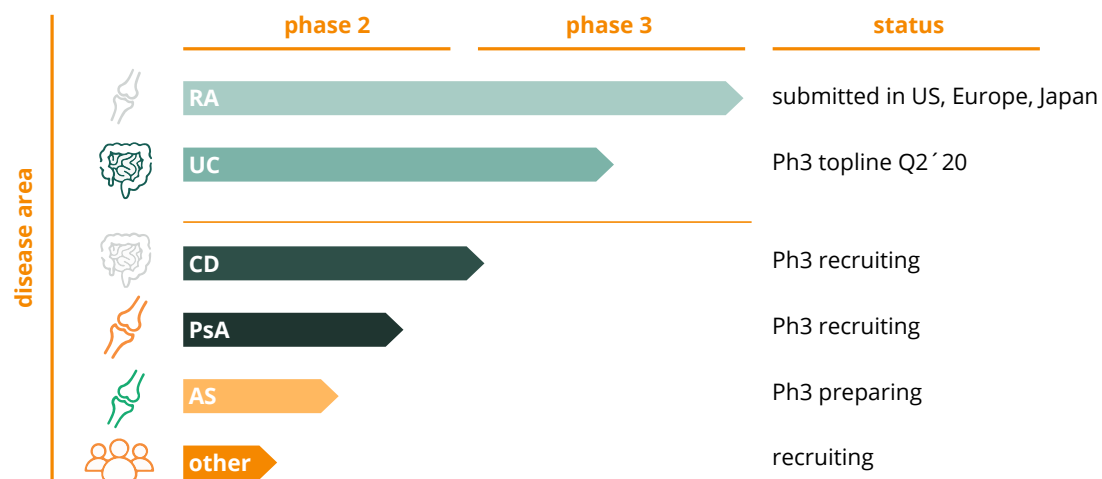 phase 2 phase 3 status
RA submitted in US, Europe, Japan
UC Ph3 topline Q2´20
disease area
CD Ph3 recruiting
PsA Ph3 recruiting
AS Ph3 preparing
other recruiting